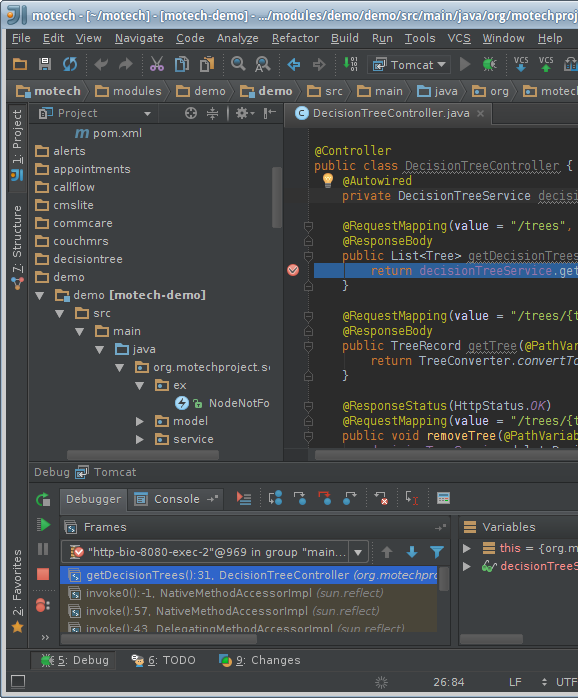 motech - [~/motech] - [motech-demo] - .../modules/demo/demo/src/main/java/org/motechproj
File Edit View Navigate Code Analyze Refactor Build Run Tools VCS Window Help
Tomcat VCS VCS
motech modules demo demo src main java org motec
1: Project
7: Structure
2: Favorites
Project
pom.xml
alerts
appointments
callflow
cmslite
commcare
couchmrs
decisiontree
demo
demo [motech-demo]
src
main
java
org.motechproject.se
ex
NodeNotFo
model
service
DecisionTreeController.java
@Controller
public class DecisionTreeController {
@Autowired
private DecisionTreeService decisio
@RequestMapping(value = "/trees",
@ResponseBody
public List<Tree> getDecisionTrees
return decisionTreeService.get
}
@RequestMapping(value = "/trees/{t
@ResponseBody
public TreeRecord getTree(@PathVar
return TreeConverter.convertTo
}
@ResponseStatus(HttpStatus.OK)
@RequestMapping(value = "/trees/{t
public void removeTree(@PathVariab
Debug Tomcat
Debugger Console
Frames
"http-bio-8080-exec-2"@969 in group "main...
getDecisionTrees():31, DecisionTreeController (org.motechpro
invoke0():-1, NativeMethodAccessorImpl (sun.reflect)
invoke():57, NativeMethodAccessorImpl (sun.reflect)
invoke():43, DelegatingMethodAccessorImpl (sun.reflect)
Variables
this = {org.m
decisionTreeS
5: Debug 6: TODO 9: Changes
26:84 LF UTF